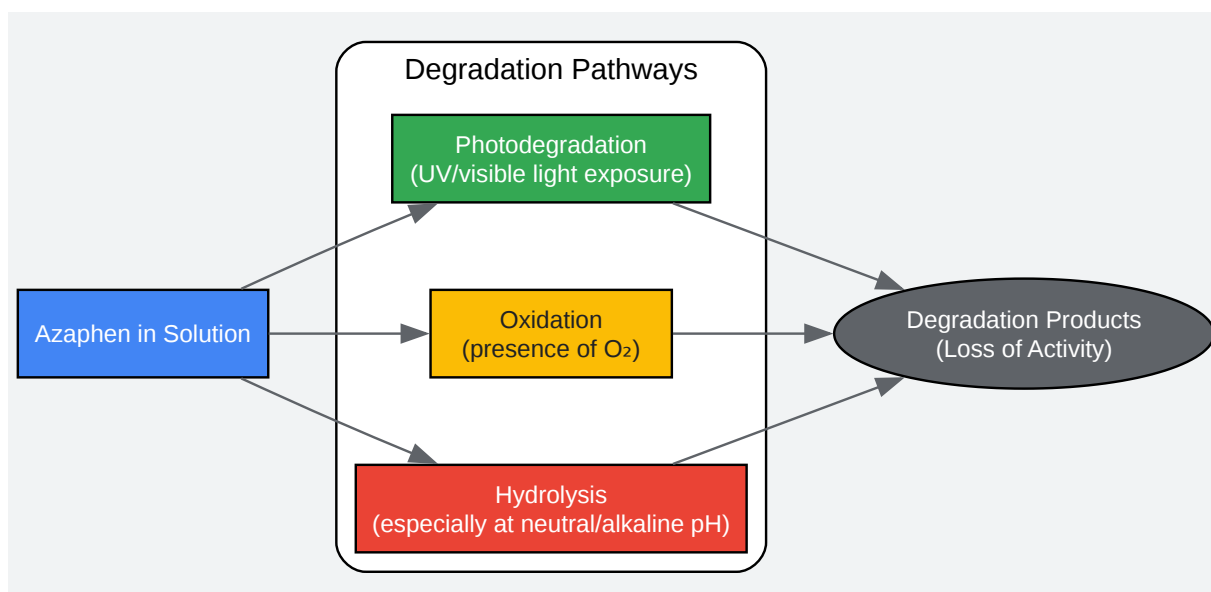 Degradation Pathways
Photodegradation
(UV/visible light exposure)
Azaphen in Solution
Oxidation
(presence of O₂)
Degradation Products
(Loss of Activity)
Hydrolysis
(especially at neutral/alkaline pH)